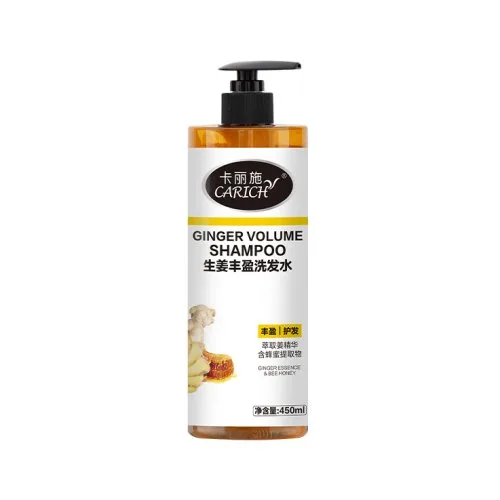 卡丽施
CARICH
GINGER VOLUME
SHAMPOO
生姜丰盈洗发水
丰盈 | 护发
萃取姜精华
含蜂蜜提取物
GINGER ESSENCE
& BEE HONEY
净含量:450ml